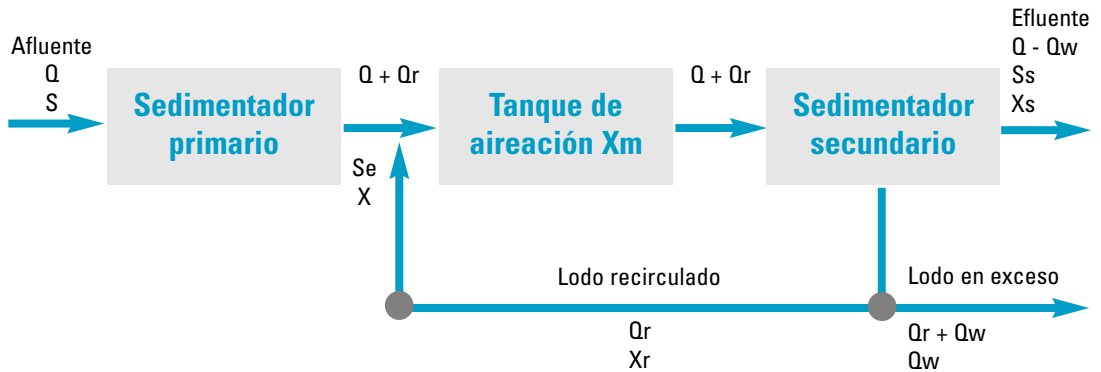 Afluente
Q
S
Sedimentador
primario
Q + Qr
Se
X
Tanque de
aireación Xm
Q + Qr
Sedimentador
secundario
Efluente
Q - Qw
Ss
Xs
Lodo recirculado
Qr
Xr
Lodo en exceso
Qr + Qw
Qw